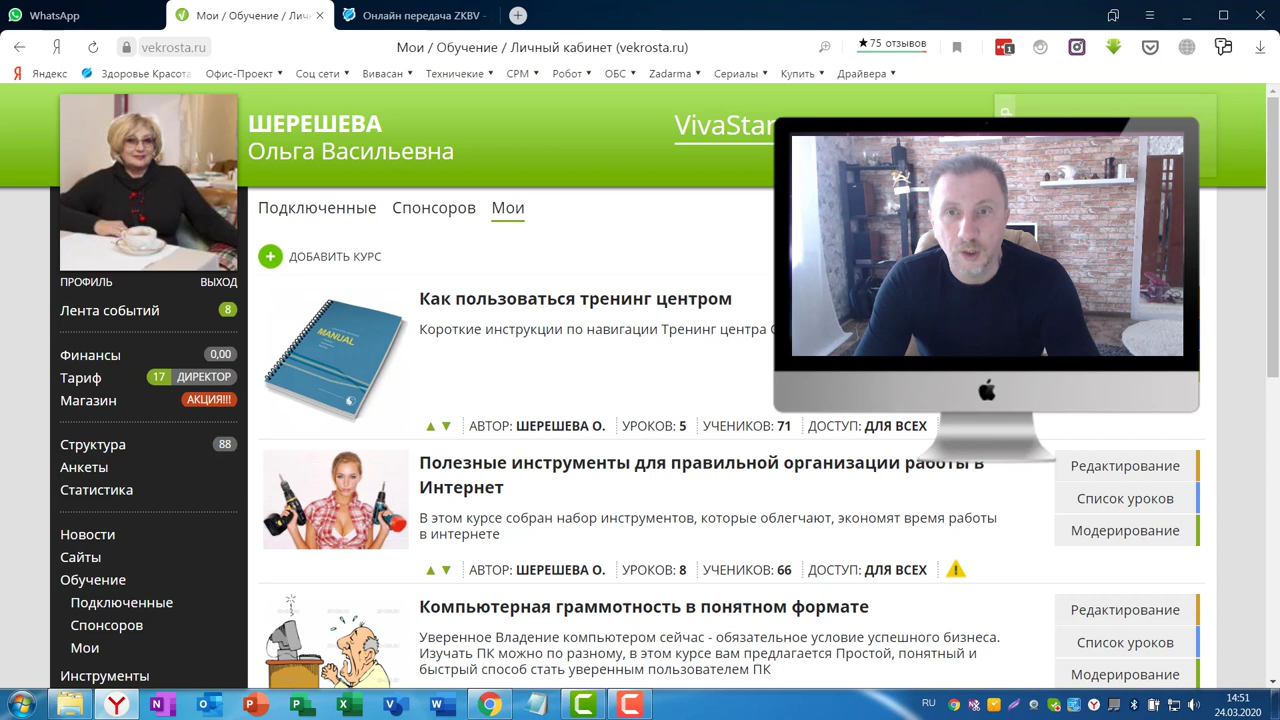 WhatsApp
Мои / Обучение / Личн
Онлайн передача ZKBV -
vekrosta.ru
Мои / Обучение / Личный кабинет (vekrosta.ru)
★75 отзывов
Яндекс
Здоровье Красота
Офис-Проект
Соц сети
Вивасан
Технические
СРМ
Робот
ОБС
Zadarma
Сериалы
Купить
Драйвера
ШЕРЕШЕВА
Ольга Васильевна
VivaStar
ПРОФИЛЬ
ВЫХОД
Лента событий 8
Финансы 0,00
Тариф 17 ДИРЕКТОР
Магазин АКЦИЯ!!!
Структура 88
Анкеты
Статистика
Новости
Сайты
Обучение
Подключенные
Спонсоров
Мои
Инструменты
Подключенные Спонсоров Мои
ДОБАВИТЬ КУРС
MANUAL
Как пользоваться тренинг центром
Короткие инструкции по навигации Тренинг центра
АВТОР: ШЕРЕШЕВА О. УРОКОВ: 5 УЧЕНИКОВ: 71 ДОСТУП: ДЛЯ ВСЕХ
Полезные инструменты для правильной организации работы в
Интернет
В этом курсе собран набор инструментов, которые облегчают, экономят время работы
в интернете
АВТОР: ШЕРЕШЕВА О. УРОКОВ: 8 УЧЕНИКОВ: 66 ДОСТУП: ДЛЯ ВСЕХ
Редактирование
Список уроков
Модерирование
Компьютерная граммотность в понятном формате
Уверенное Владение компьютером сейчас - обязательное условие успешного бизнеса.
Изучать ПК можно по разному, в этом курсе вам предлагается Простой, понятный и
быстрый способ стать уверенным пользователем ПК
Редактирование
Список уроков
Модерирование
RU
14:51
24.03.2020